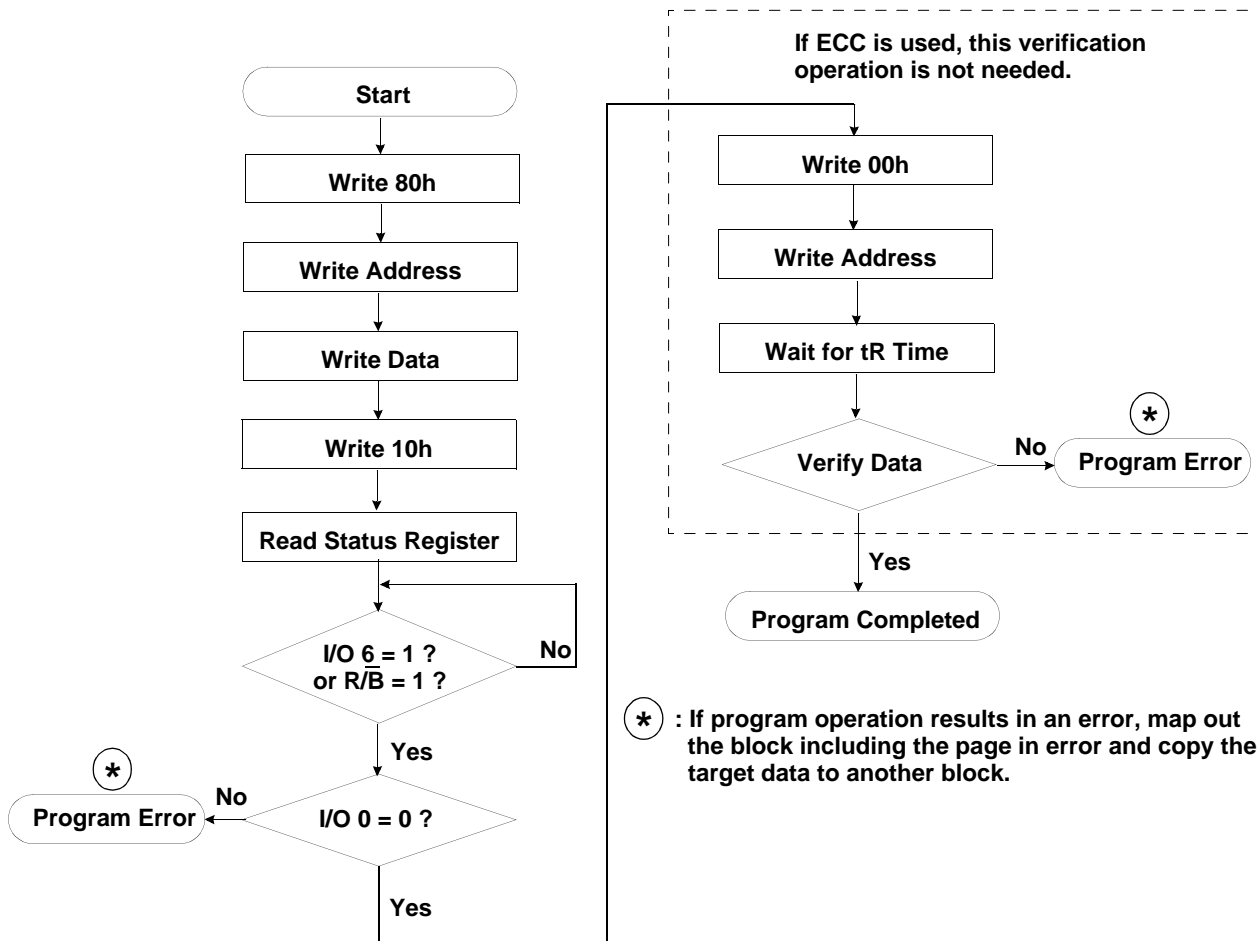 Start
Write 80h
Write Address
Write Data
Write 10h
Read Status Register
I/O 6 = 1 ?
or R/B̅ = 1 ?
No
Yes
*
No
Program Error
I/O 0 = 0 ?
Yes
If ECC is used, this verification
operation is not needed.
Write 00h
Write Address
Wait for tR Time
*
Verify Data
No
Program Error
Yes
Program Completed
* : If program operation results in an error, map out
the block including the page in error and copy the
target data to another block.